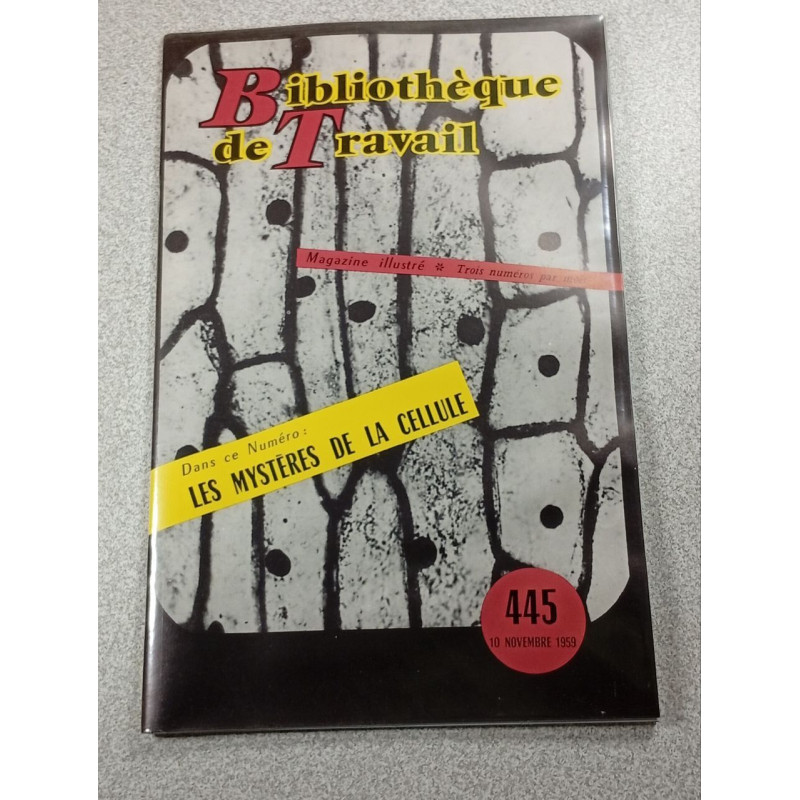 Bibliothèque
de Travail
Magazine illustré * Trois numéros par
Dans ce Numéro :
LES MYSTÈRES DE LA CELLULE
445
10 NOVEMBRE 1959